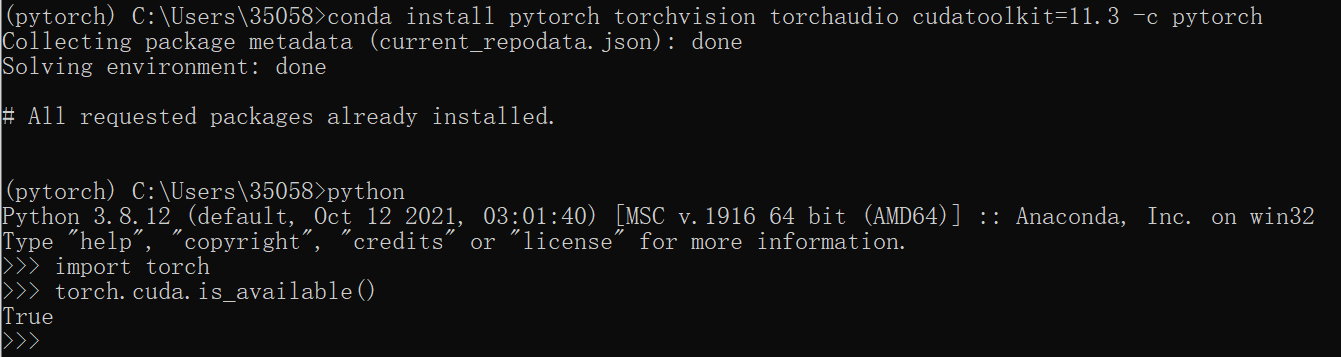 (pytorch) C:\Users\35058>conda install pytorch torchvision torchaudio cudatoolkit=11.3 -c pytorch
Collecting package metadata (current_repodata.json): done
Solving environment: done
# All requested packages already installed.
(pytorch) C:\Users\35058>python
Python 3.8.12 (default, Oct 12 2021, 03:01:40) [MSC v.1916 64 bit (AMD64)] :: Anaconda, Inc. on win32
Type "help", "copyright", "credits" or "license" for more information.
>>> import torch
>>> torch.cuda.is_available()
True
>>>